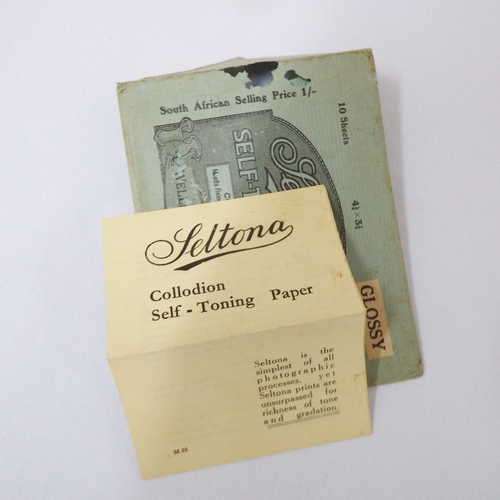 South African Selling Price 1/-
10 Sheets
SELF-T
4¼ × 3¼
GLOSSY
Seltona
Collodion
Self - Toning Paper
Seltona is the
simplest of all
photographic
processes, yet
Seltona prints are
unsurpassed for
richness of tone
and gradation.